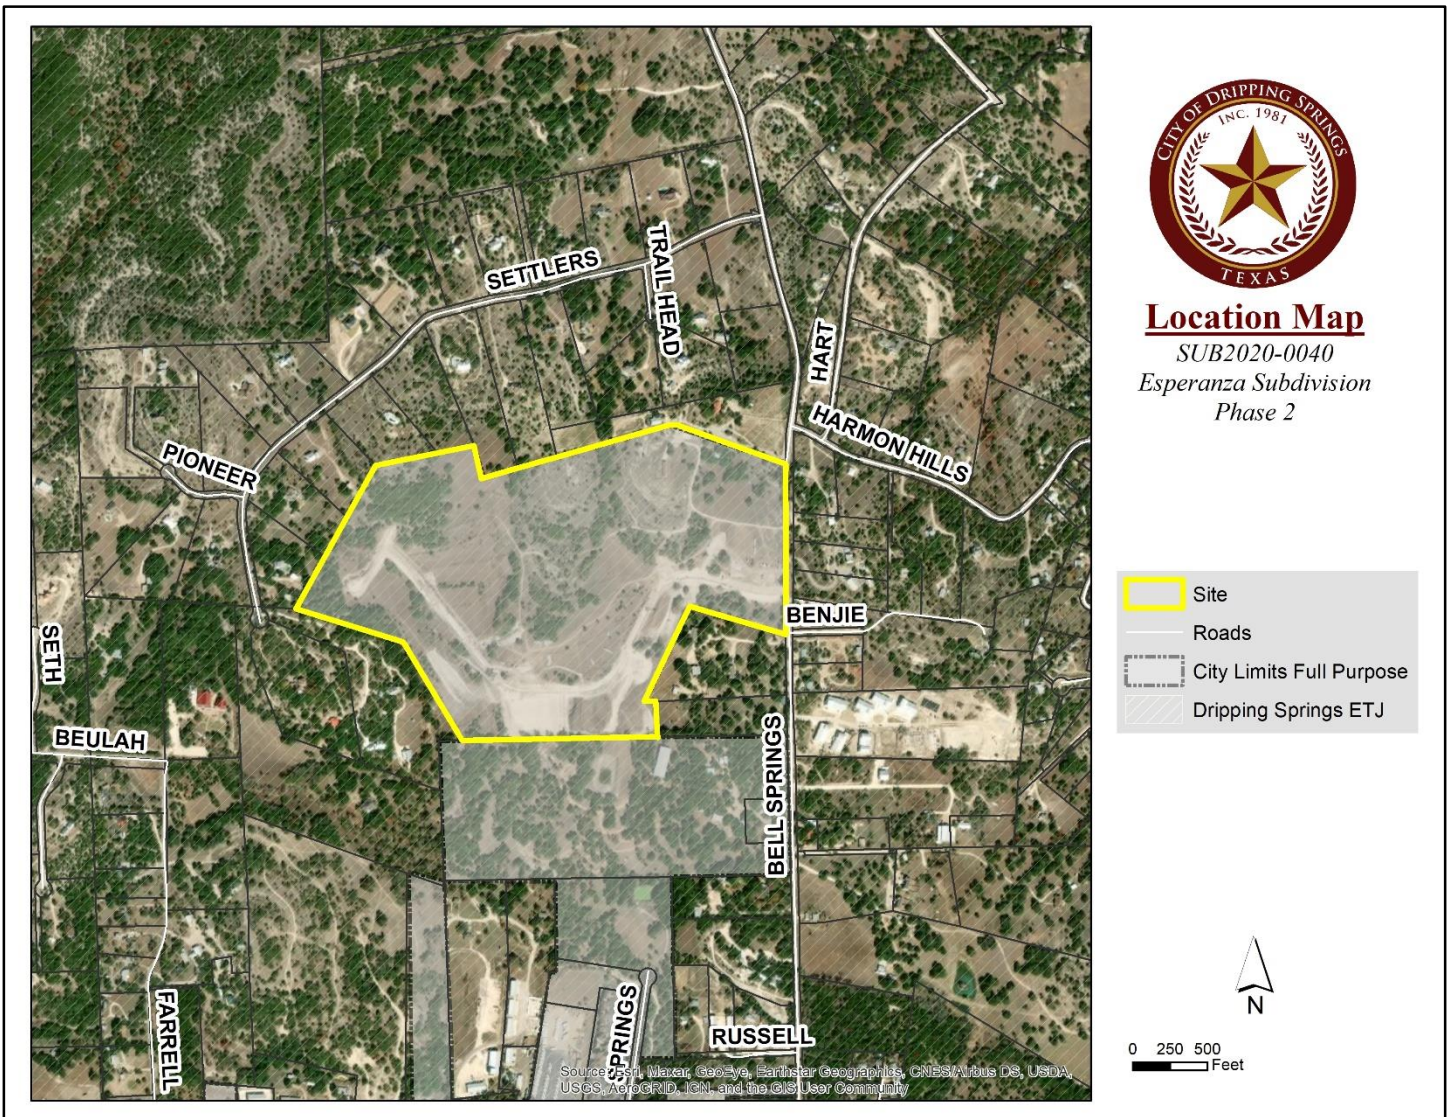 CITY OF DRIPPING SPRINGS
INC. 1981
TEXAS
Location Map
SUB2020-0040
Esperanza Subdivision
Phase 2
SETTLERS
TRAIL HEAD
HART
HARMON HILLS
PIONEER
BENJIE
SETH
BEULAH
BELL SPRINGS
FARRELL
SPRINGS
RUSSELL
Source: Esri, Maxar, GeoEye, Earthstar Geographics, CNES/Airbus DS, USDA,
USGS, AeroGRID, IGN, and the GIS User Community
Site
Roads
City Limits Full Purpose
Dripping Springs ETJ
N
0 250 500
Feet